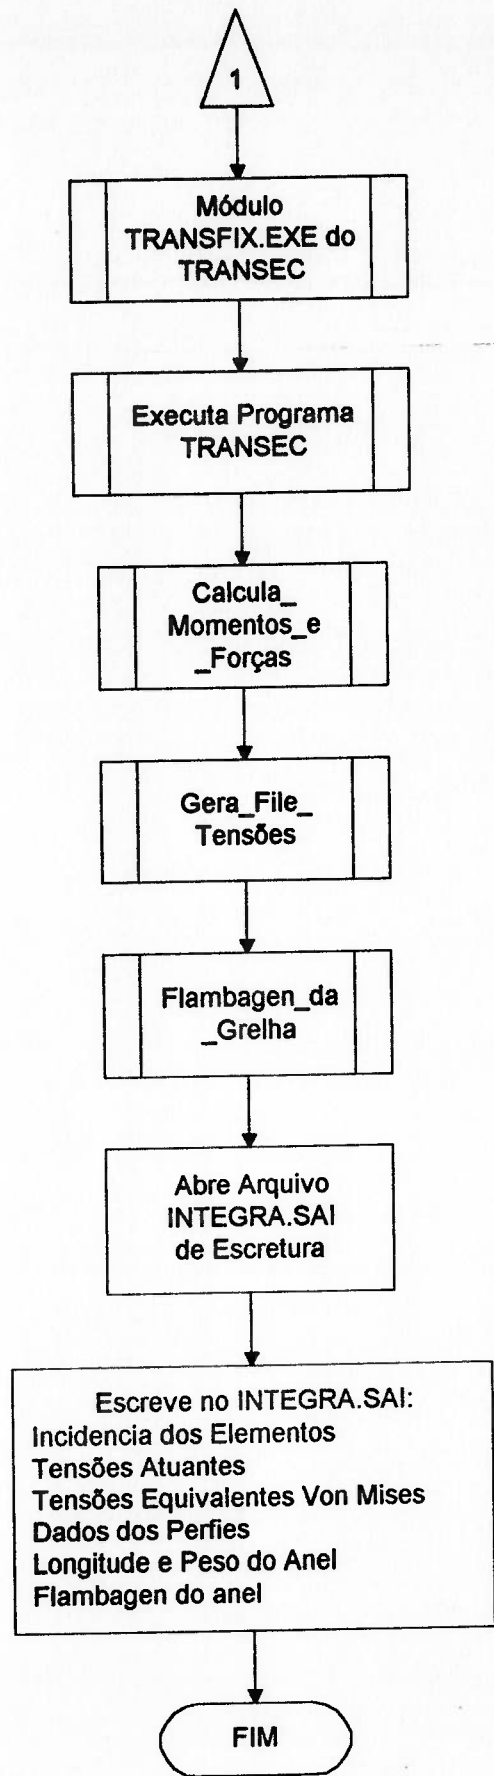 1
Módulo
TRANSFIX.EXE do
TRANSEC
Executa Programa
TRANSEC
Calcula_
Momentos_e
_Forças
Gera_File_
Tensões
Flambagen_da
_Grelha
Abre Arquivo
INTEGRA.SAI
de Escretura
Escreve no INTEGRA.SAI:
Incidencia dos Elementos
Tensões Atuantes
Tensões Equivalentes Von Mises
Dados dos Perfies
Longitude e Peso do Anel
Flambagen do anel
FIM